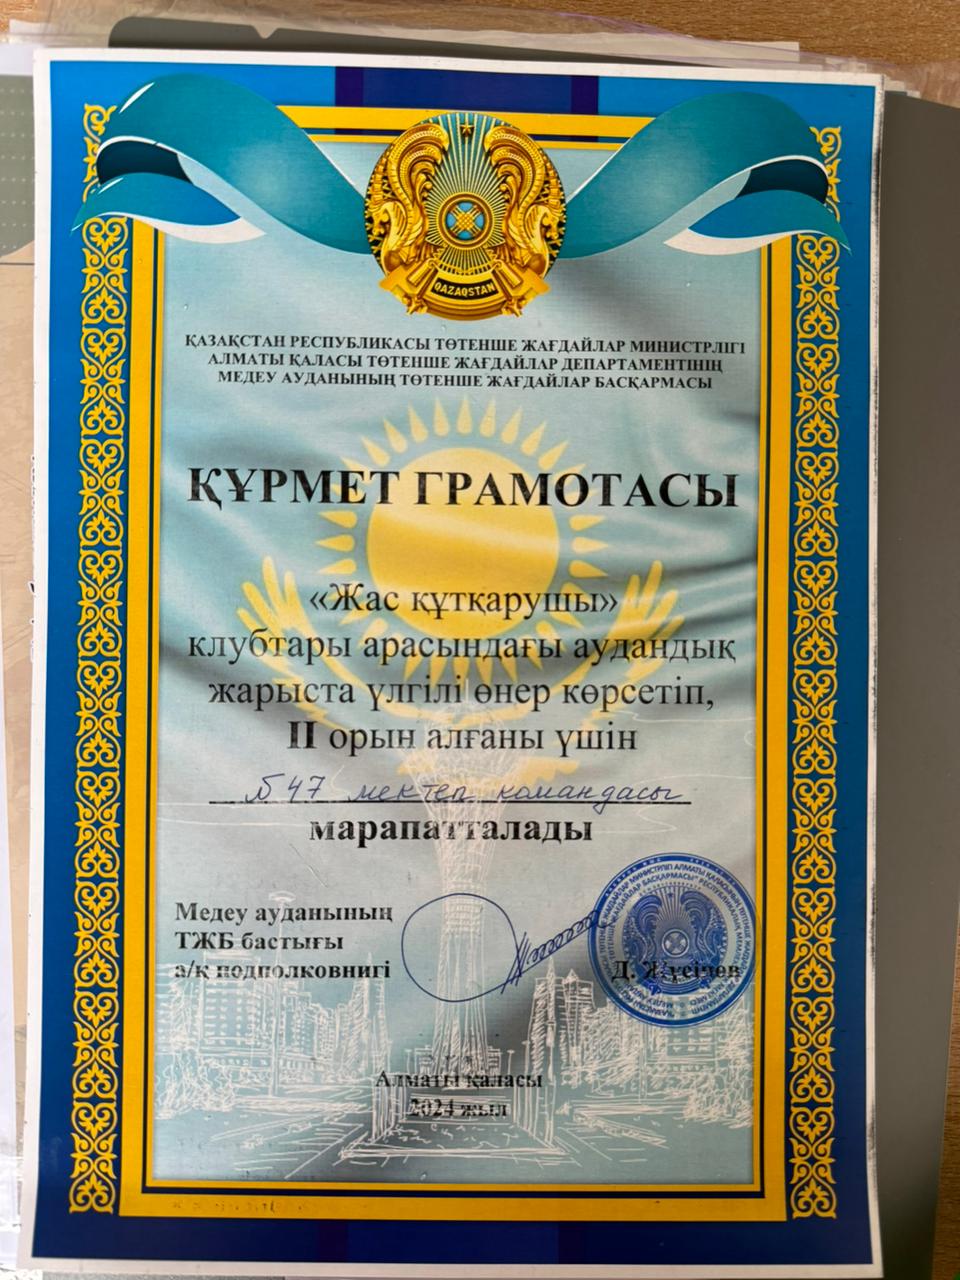 QAZAQSTAN
ҚАЗАҚСТАН РЕСПУБЛИКАСЫ ТӨТЕНШЕ ЖАҒДАЙЛАР МИНИСТРЛІГІ
АЛМАТЫ ҚАЛАСЫ ТӨТЕНШЕ ЖАҒДАЙЛАР ДЕПАРТАМЕНТІНІҢ
МЕДЕУ АУДАНЫНЫҢ ТӨТЕНШЕ ЖАҒДАЙЛАР БАСҚАРМАСЫ
ҚҰРМЕТ ГРАМОТАСЫ
«Жас құтқарушы»
клубтары арасындағы аудандық
жарыста үлгілі өнер көрсетіп,
II орын алғаны үшін
№47 мектеп командасы
марапатталады
Медеу ауданының
ТЖБ бастығы
а/қ подполковнигі
Д.
Алматы қаласы
2024 жыл